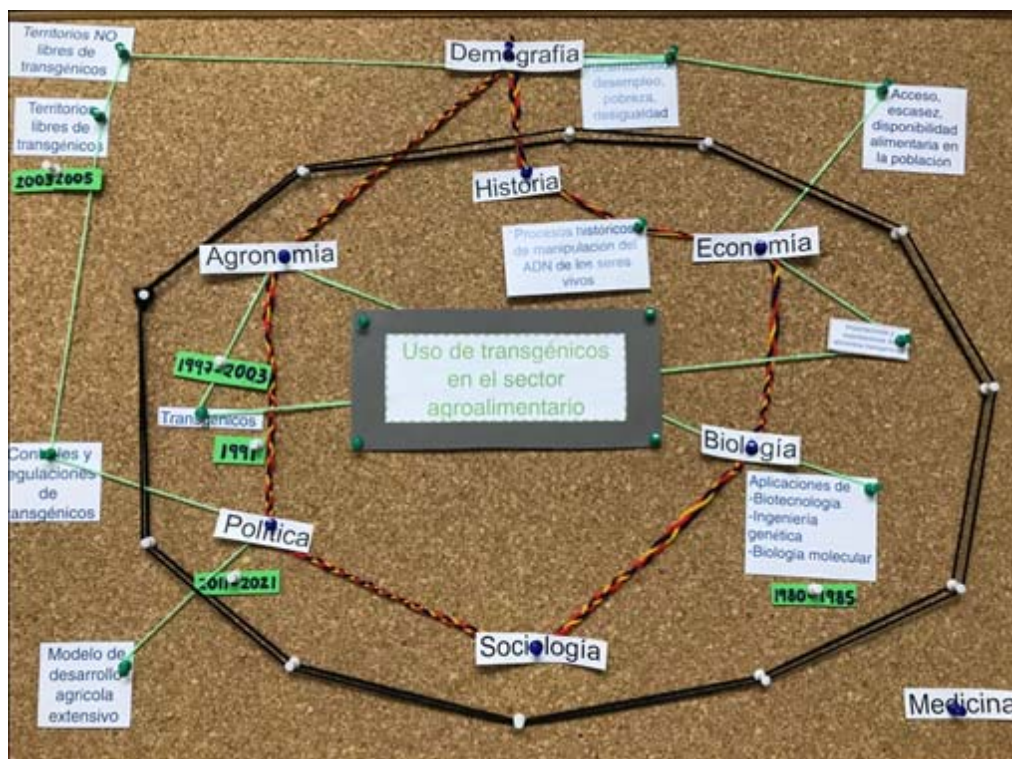 Territorios NO
libres de
transgénicos
Demografía
desempleo,
pobreza,
desigualdad
Acceso,
escasez,
disponibilidad
alimentaria en
la población
Territorios
libres de
transgénicos
2003-2005
Historia
Procesos históricos
de manipulación del
ADN de los seres
vivos
Economía
Agronomía
Uso de transgénicos
en el sector
agroalimentario
1997-2003
Transgénicos
1991
Controles y
regulaciones
de
transgénicos
Biología
Aplicaciones de
-Biotecnología
-Ingeniería
genética
-Biología molecular
1980-1985
Política
2011-2021
Sociología
Modelo de
desarrollo
agrícola
extensivo
Medicina